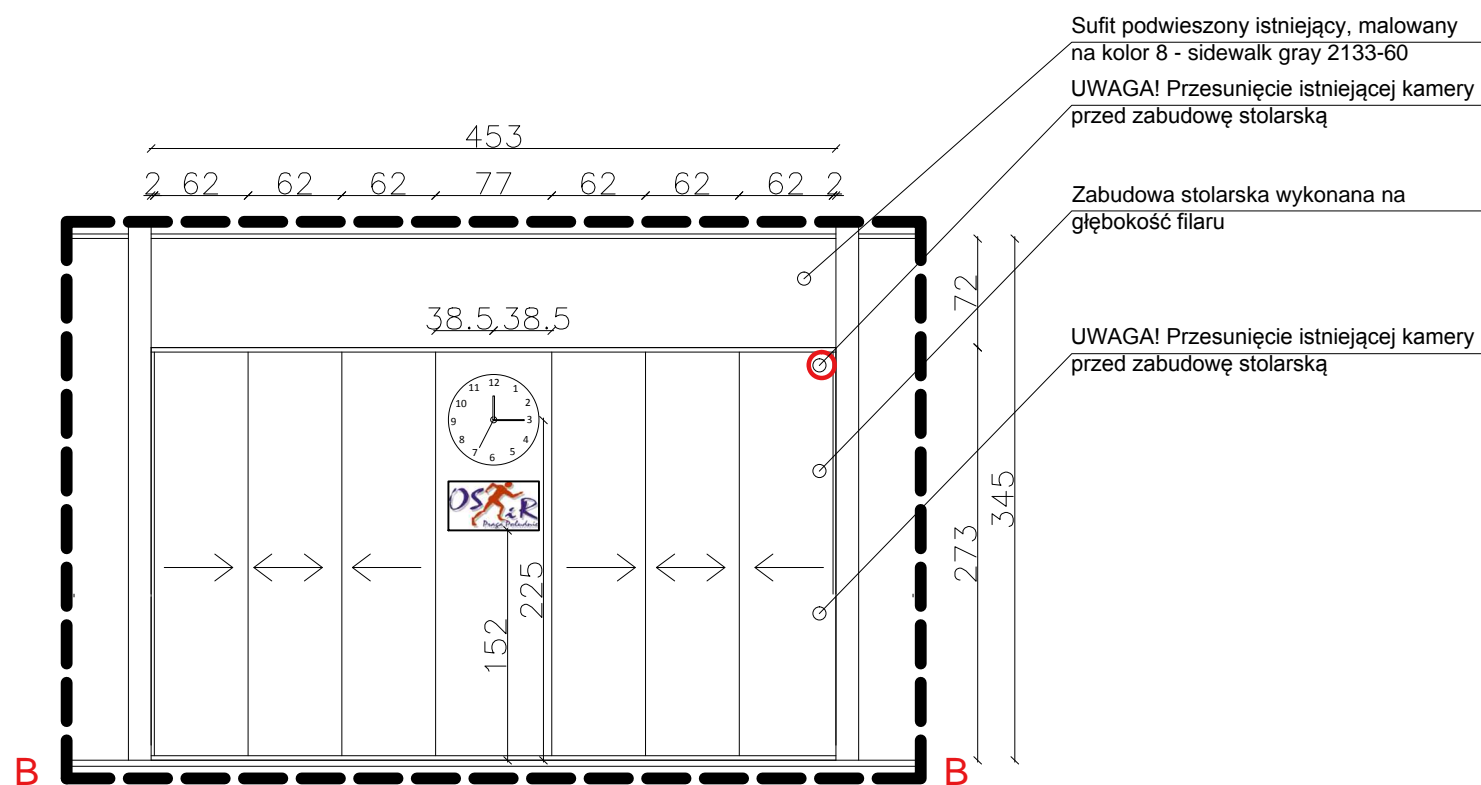 Sufit podwieszony istniejący, malowany
na kolor 8 - sidewalk gray 2133-60
UWAGA! Przesunięcie istniejącej kamery
przed zabudowę stolarską
453
2 62 62 62 77 62 62 62 2
Zabudowa stolarska wykonana na
głębokość filaru
72
38.5 38.5
UWAGA! Przesunięcie istniejącej kamery
przed zabudowę stolarską
12
11 1
10 2
9 3
8 4
7 5
6
OSiR
Praga Południe
345
273
225
152
B B